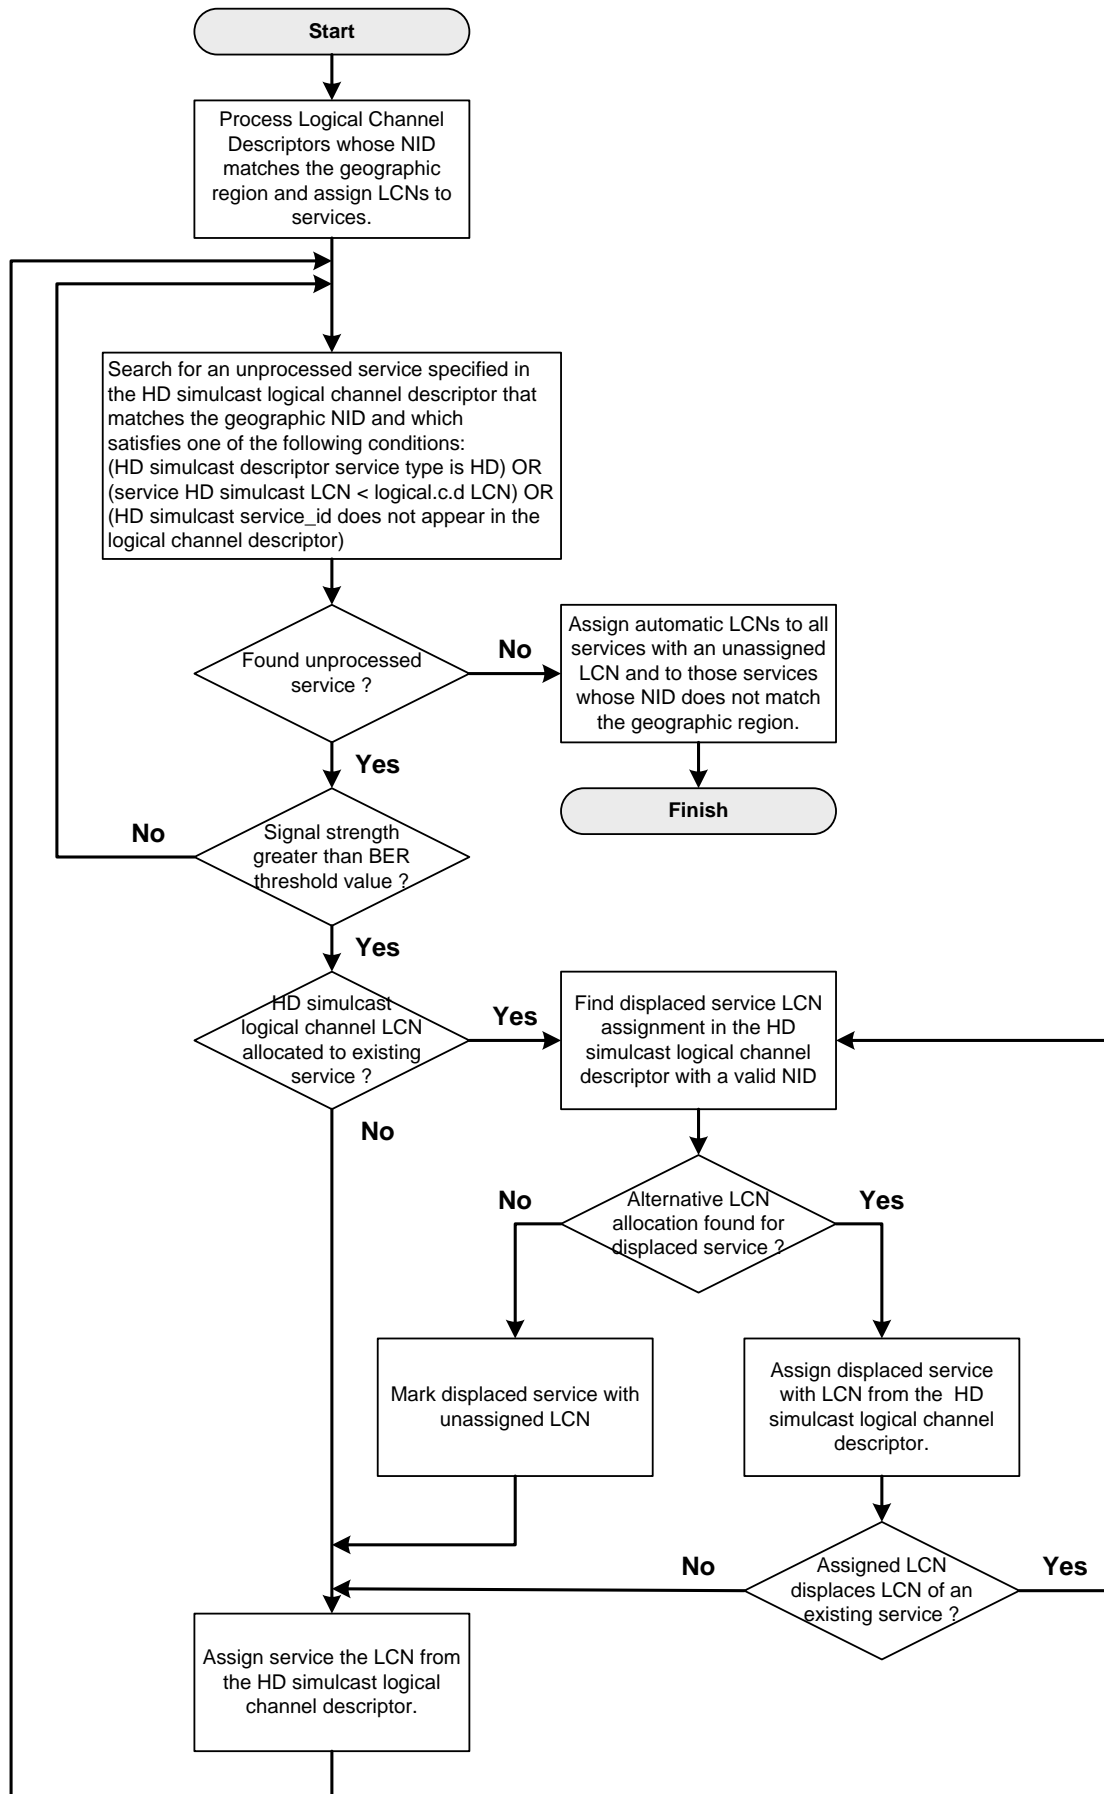 Start
Process Logical Channel
Descriptors whose NID
matches the geographic
region and assign LCNs to
services.
Search for an unprocessed service specified in
the HD simulcast logical channel descriptor that
matches the geographic NID and which
satisfies one of the following conditions:
(HD simulcast descriptor service type is HD) OR
(service HD simulcast LCN < logical.c.d LCN) OR
(HD simulcast service_id does not appear in the
logical channel descriptor)
Found unprocessed
service ?
No
Assign automatic LCNs to all
services with an unassigned
LCN and to those services
whose NID does not match
the geographic region.
Yes
Finish
No
Signal strength
greater than BER
threshold value ?
Yes
HD simulcast
logical channel LCN
allocated to existing
service ?
Yes
Find displaced service LCN
assignment in the HD
simulcast logical channel
descriptor with a valid NID
No
No
Alternative LCN
allocation found for
displaced service ?
Yes
Mark displaced service with
unassigned LCN
Assign displaced service
with LCN from the  HD
simulcast logical channel
descriptor.
No
Assigned LCN
displaces LCN of an
existing service ?
Yes
Assign service the LCN from
the HD simulcast logical
channel descriptor.